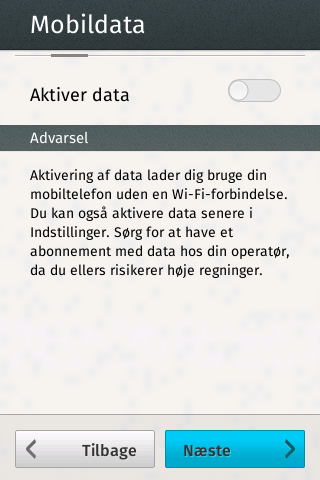 Mobildata
Aktiver data
Advarsel
Aktivering af data lader dig bruge din
mobiltelefon uden en Wi-Fi-forbindelse.
Du kan også aktivere data senere i
Indstillinger. Sørg for at have et
abonnement med data hos din operatør,
da du ellers risikerer høje regninger.
Tilbage
Næste